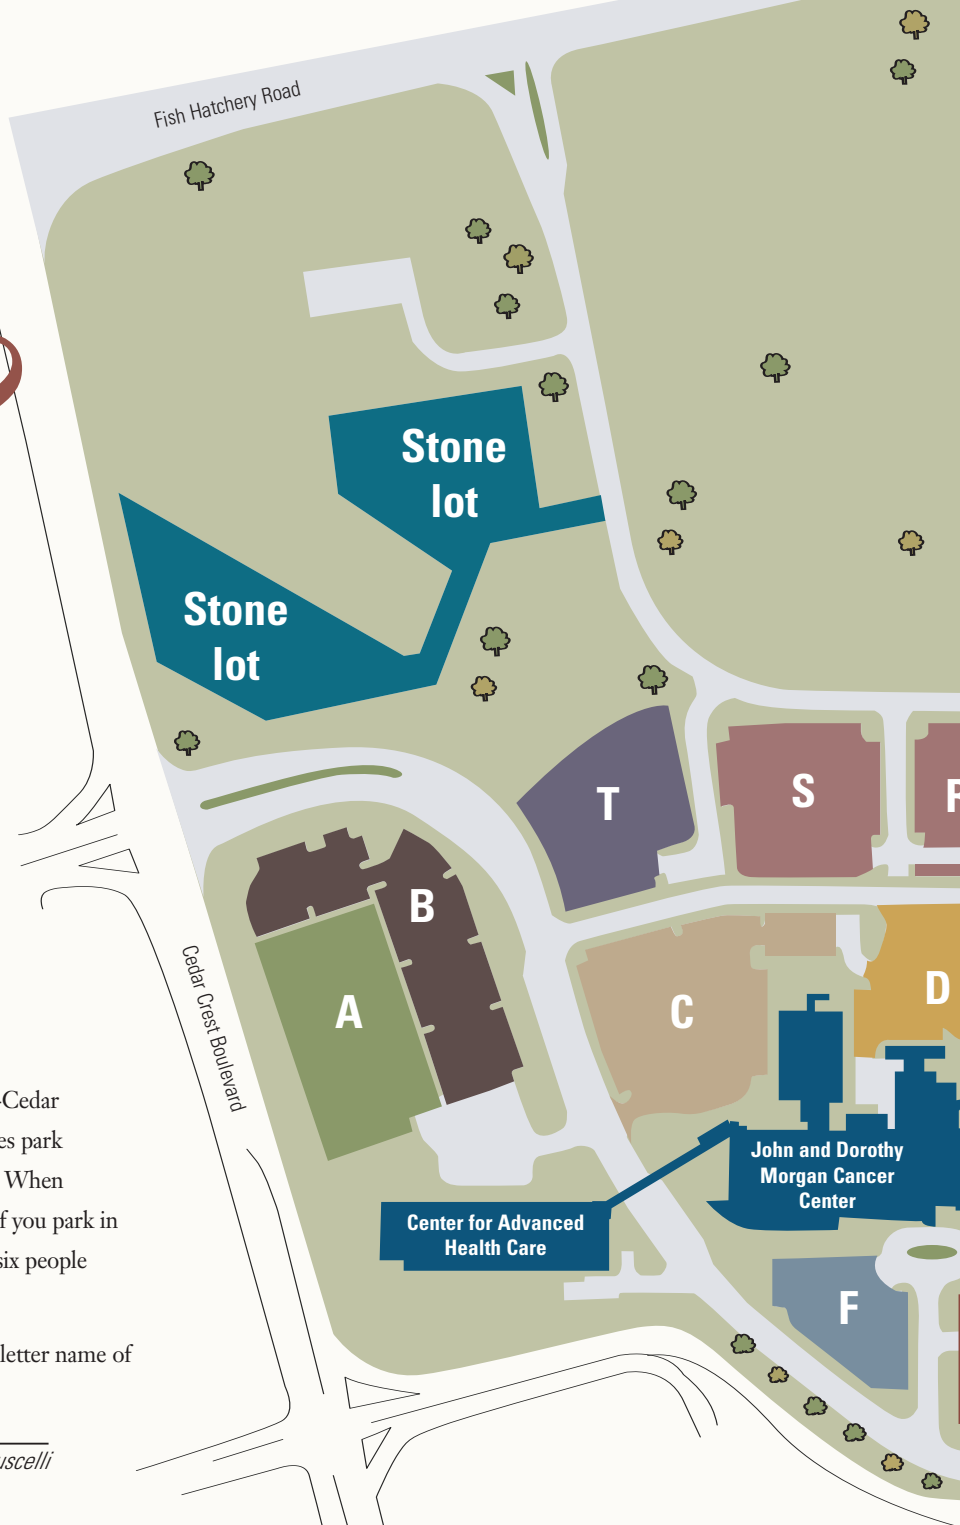 Fish Hatchery Road
Stone
lot
Stone
lot
T
S
R
B
A
C
D
Cedar Crest Boulevard
-Cedar
es park
When
f you park in
six people
letter name of
John and Dorothy
Morgan Cancer
Center
Center for Advanced
Health Care
F
uscelli